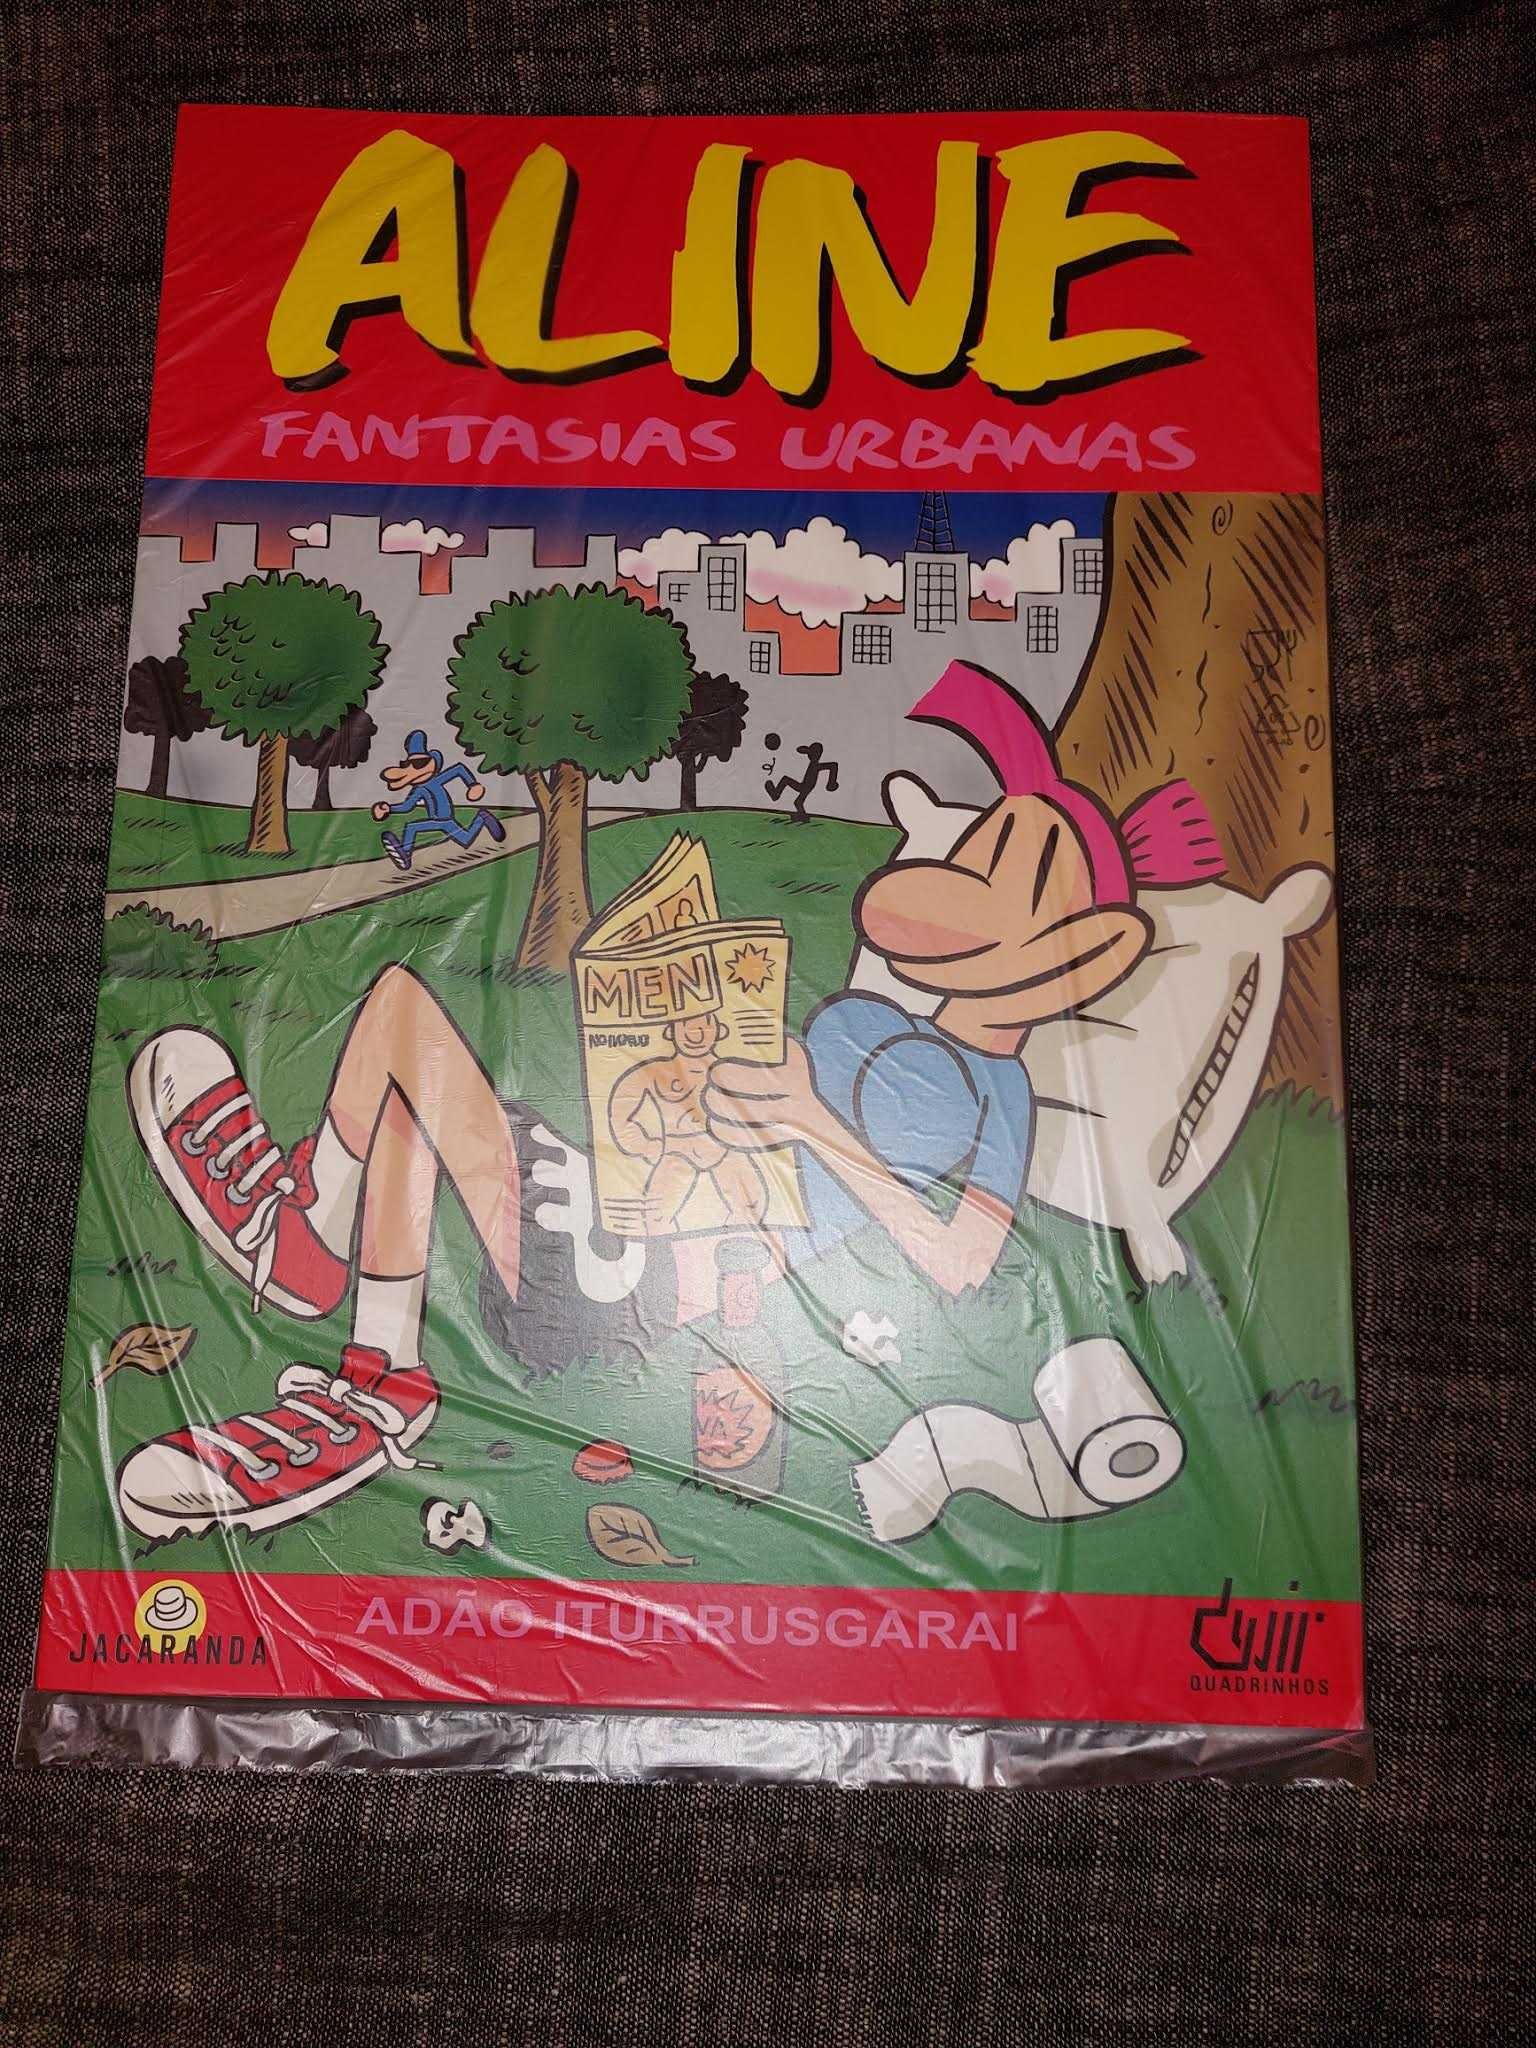 ALINE
FANTASIAS URBANAS
MEN
JACARANDA
ADÃO ITURRUSGARAI
QUADRINHOS